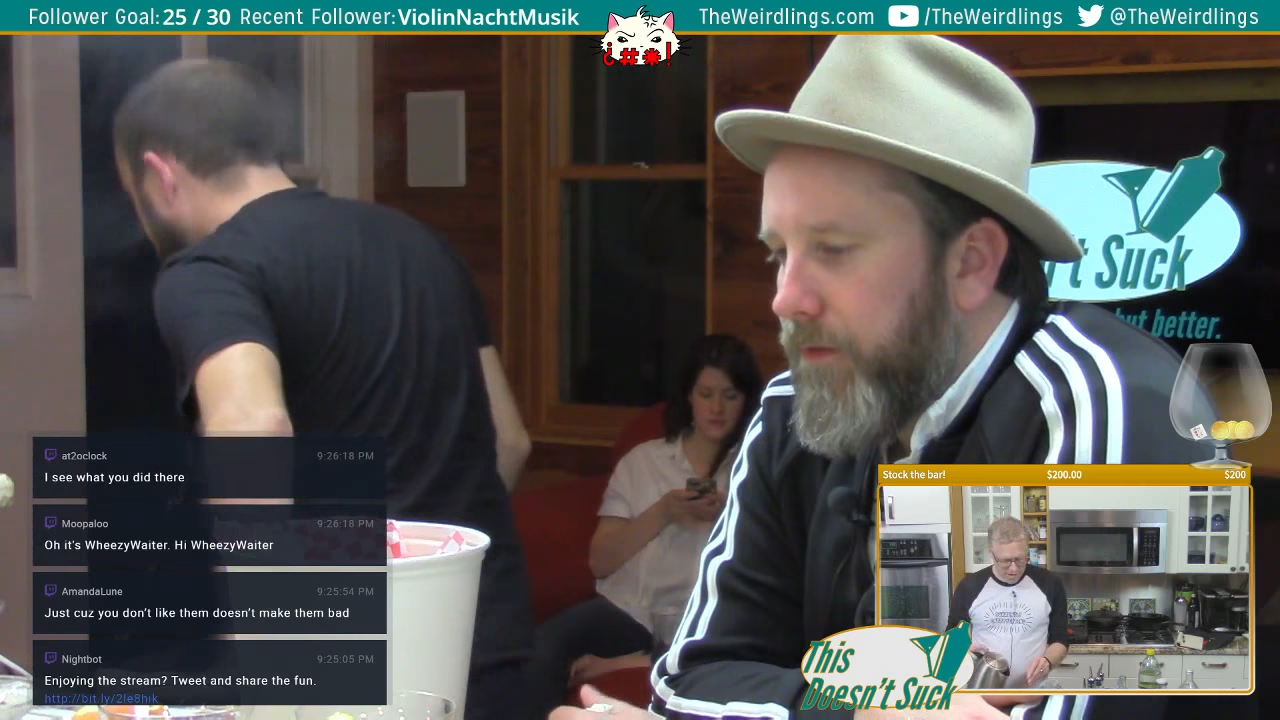 Follower Goal: 25 / 30 Recent Follower: ViolinNachtMusik
¿#*!
TheWeirdlings.com
/TheWeirdlings
@TheWeirdlings
n't Suck
but better.
at2oclock 9:26:18 PM
I see what you did there
Moopaloo 9:26:18 PM
Oh it's WheezyWaiter. Hi WheezyWaiter
AmandaLune 9:25:54 PM
Just cuz you don't like them doesn't make them bad
Nightbot 9:25:05 PM
Enjoying the stream? Tweet and share the fun.
http://bit.ly/2Ie8hrk
Stock the bar! $200.00 $200
This
Doesn't Suck